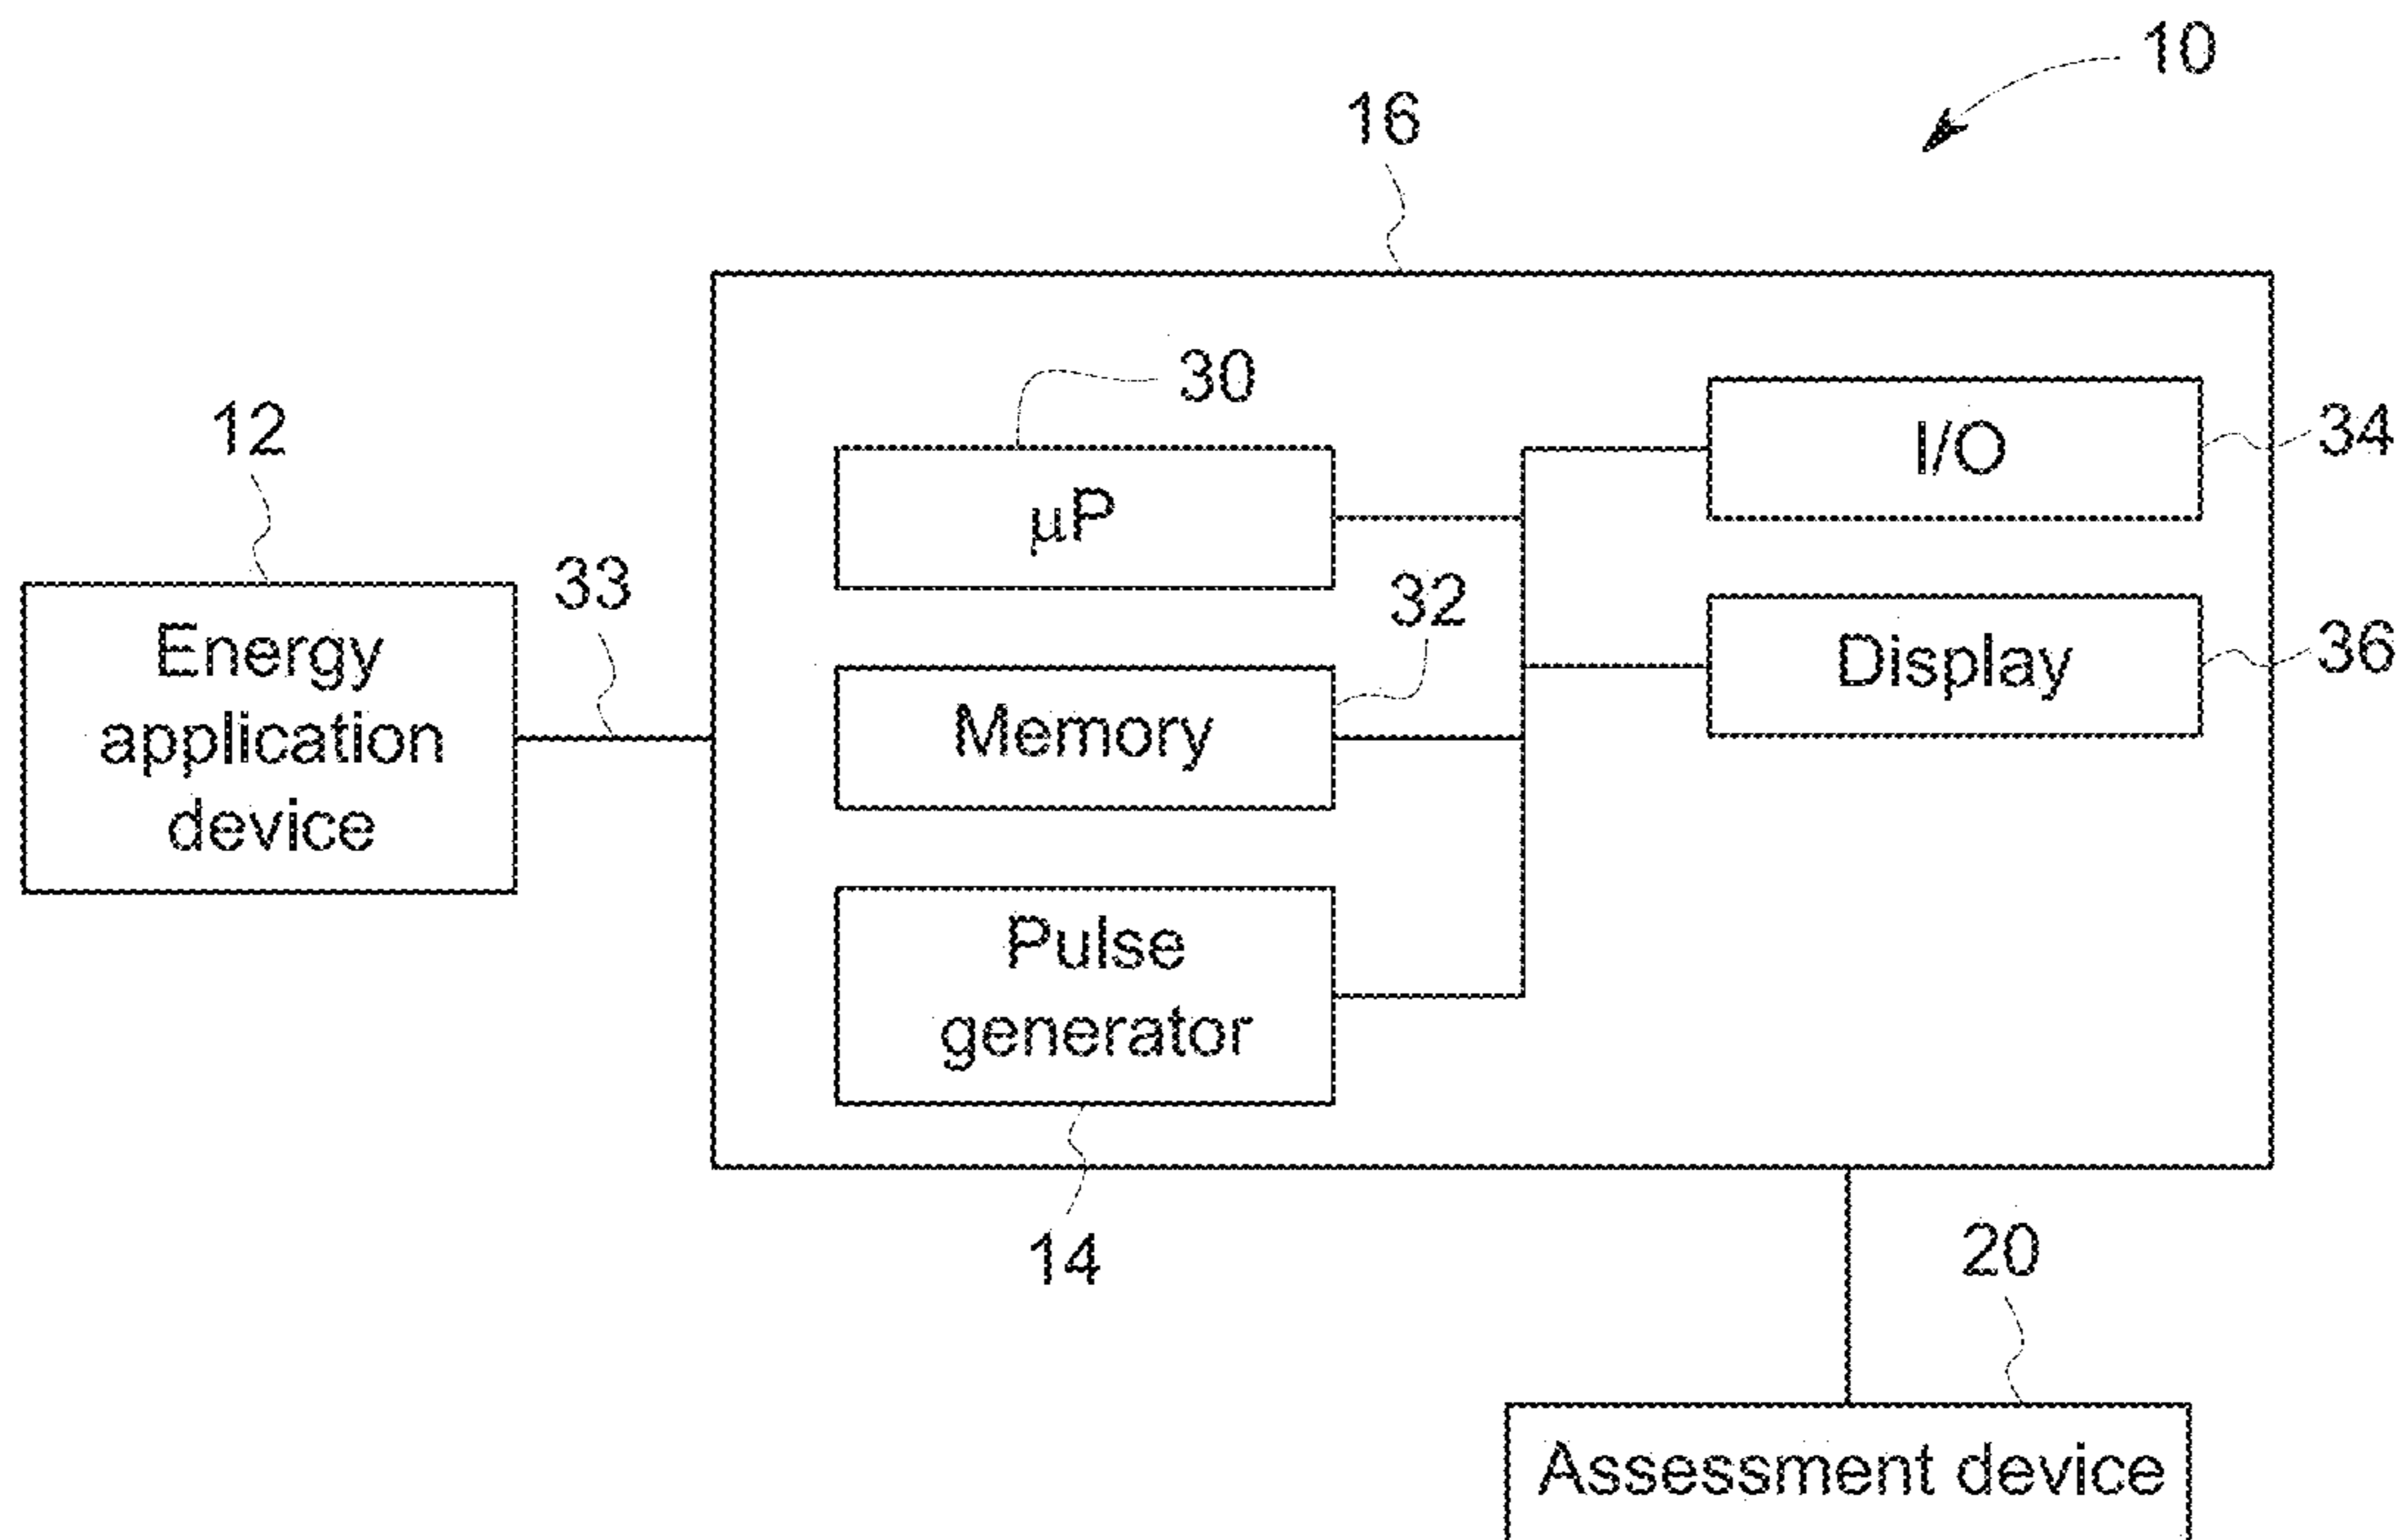 10
16
30
μP
34
I/O
12
33
32
36
Display
Energy
application
device
Memory
Pulse
generator
14
20
Assessment device